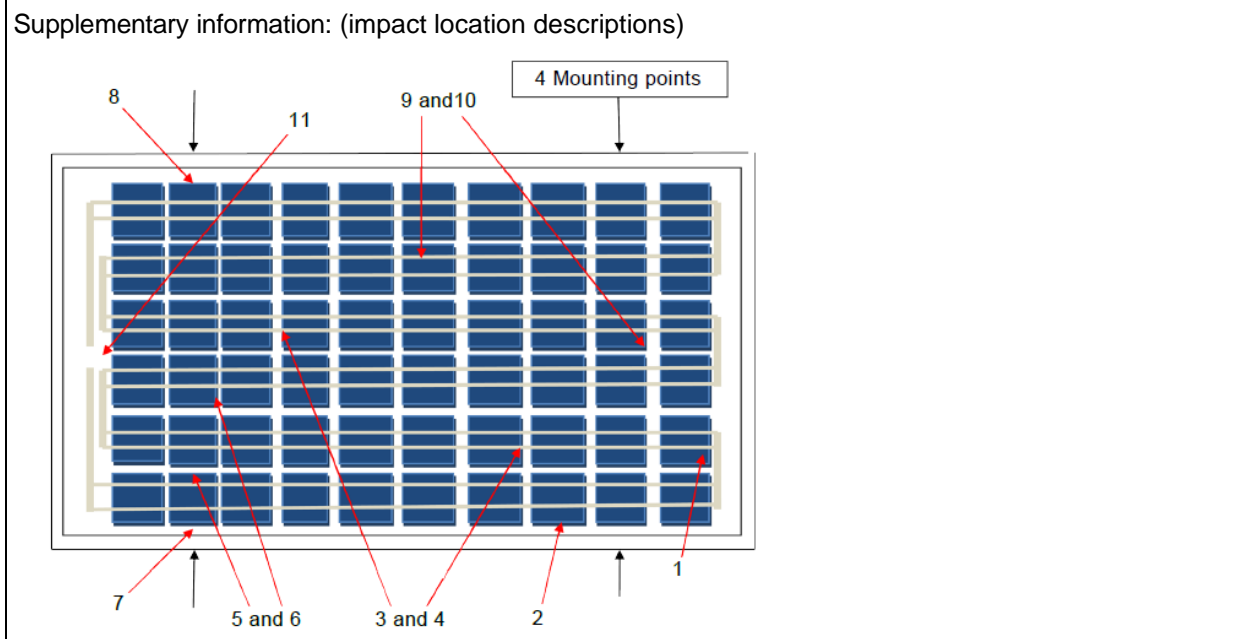 Supplementary information: (impact location descriptions)
4 Mounting points
8
9 and10
11
1
7
5 and 6
3 and 4
2